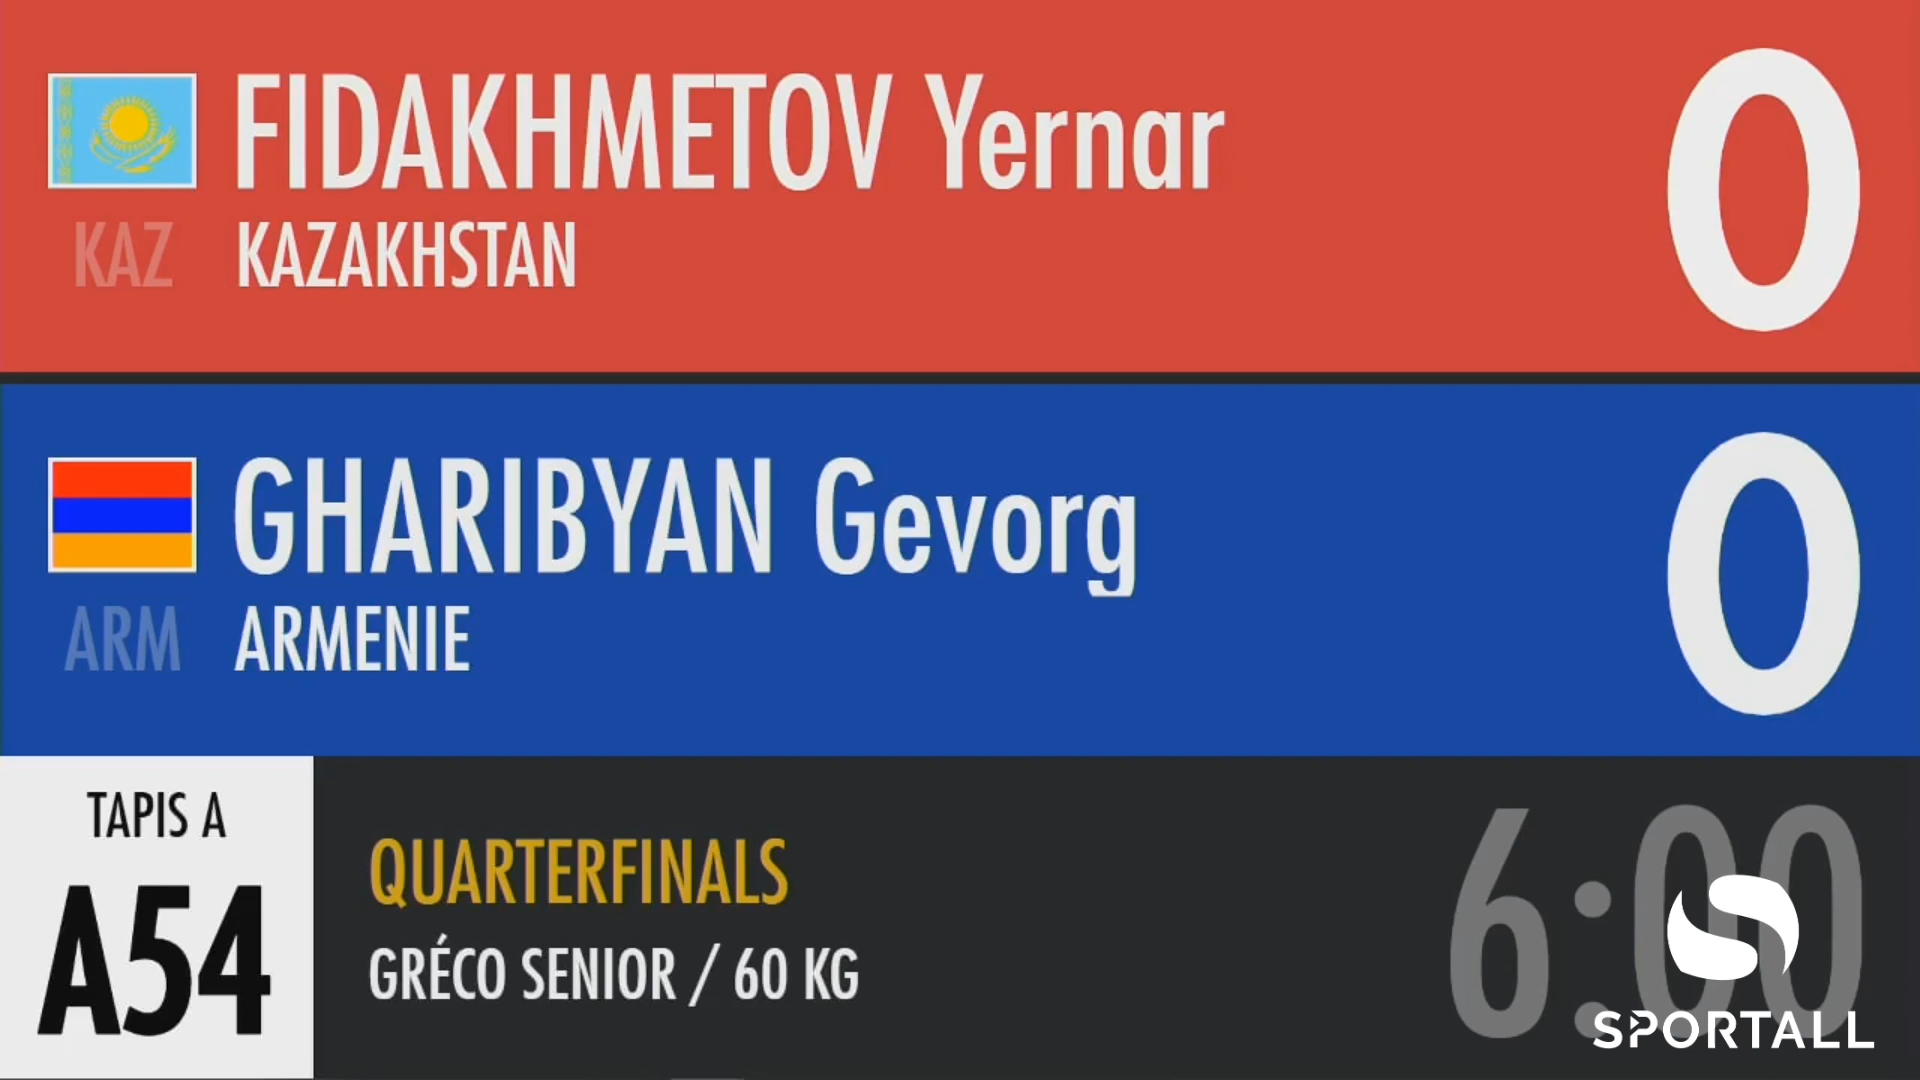 FIDAKHMETOV Yernar
0
KAZ
KAZAKHSTAN
GHARIBYAN Gevorg
0
ARM
ARMENIE
TAPIS A
A54
QUARTERFINALS
GRÉCO SENIOR / 60 KG
6:00
SPORTALL